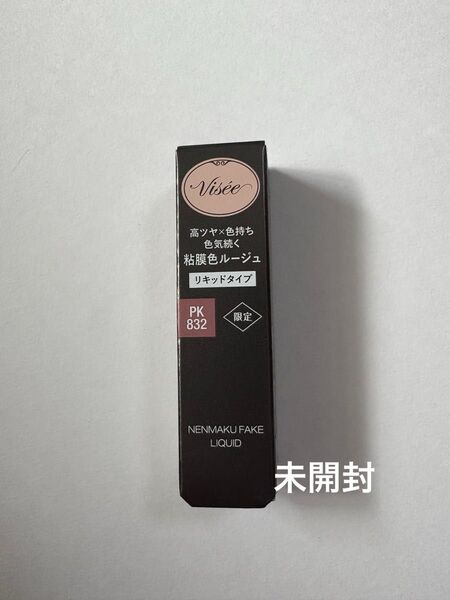 Visée
高ツヤ×色持ち
色気続く
粘膜色ルージュ
リキッドタイプ
PK
832
限定
NENMAKU FAKE
LIQUID
未開封